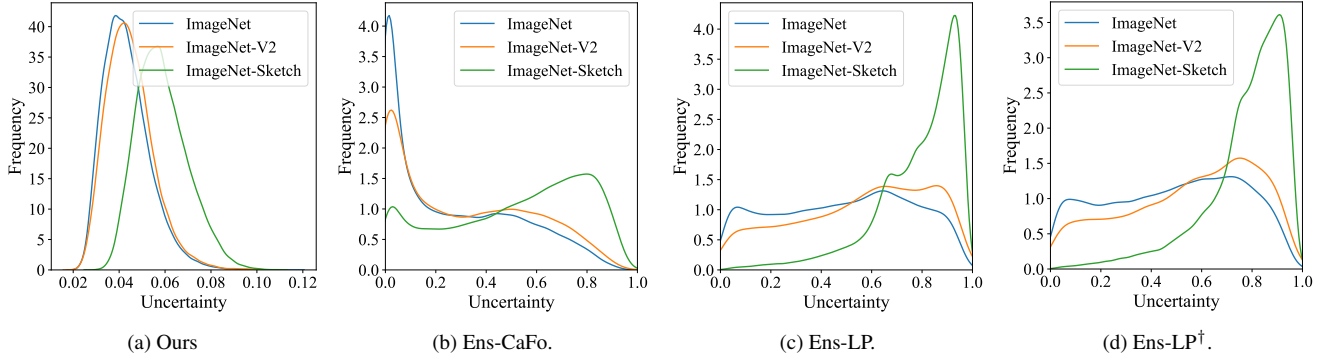 ImageNet
ImageNet-V2
ImageNet-Sketch
Frequency
40
35
30
25
20
15
10
5
0
0.02 0.04 0.06 0.08 0.10 0.12
Uncertainty
(a) Ours
ImageNet
ImageNet-V2
ImageNet-Sketch
Frequency
4.0
3.5
3.0
2.5
2.0
1.5
1.0
0.5
0.0
0.0 0.2 0.4 0.6 0.8 1.0
Uncertainty
(b) Ens-CaFo.
ImageNet
ImageNet-V2
ImageNet-Sketch
Frequency
4.0
3.5
3.0
2.5
2.0
1.5
1.0
0.5
0.0
0.0 0.2 0.4 0.6 0.8 1.0
Uncertainty
(c) Ens-LP.
ImageNet
ImageNet-V2
ImageNet-Sketch
Frequency
3.5
3.0
2.5
2.0
1.5
1.0
0.5
0.0
0.0 0.2 0.4 0.6 0.8 1.0
Uncertainty
(d) Ens-LP†.